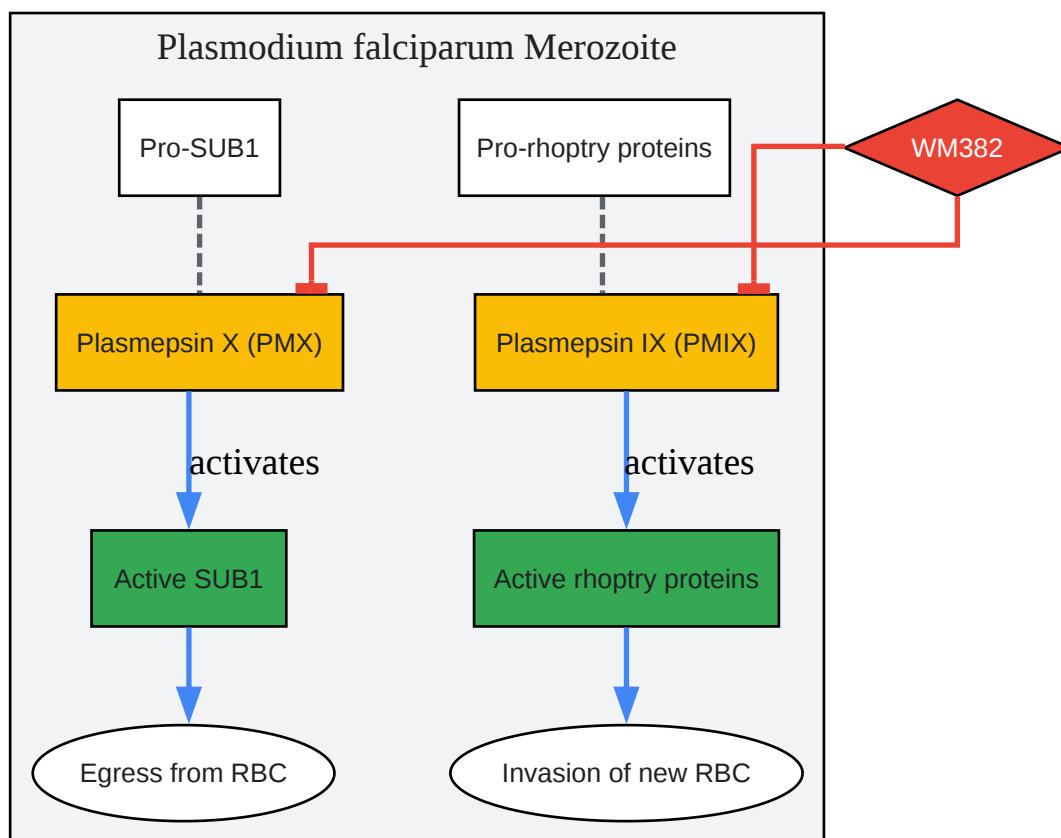 Plasmodium falciparum Merozoite
Pro-SUB1
Pro-rhoptry proteins
WM382
Plasmepsin X (PMX)
Plasmepsin IX (PMIX)
activates
activates
Active SUB1
Active rhoptry proteins
Egress from RBC
Invasion of new RBC